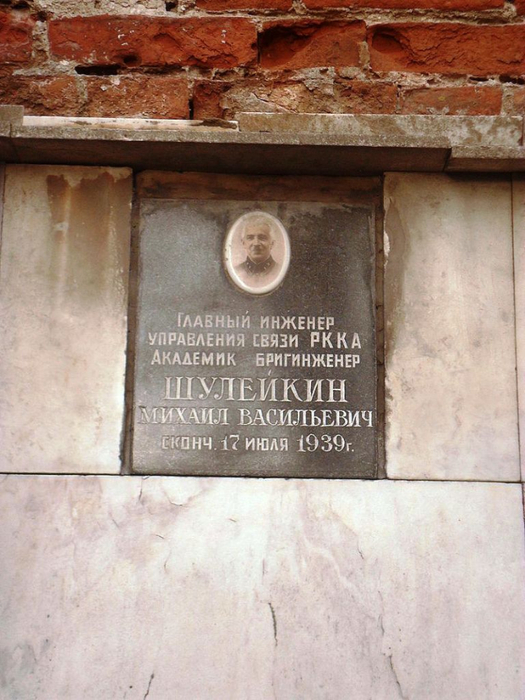 Главный инженер
управления связи РККА
Академик бригинженер
ШУЛЕЙКИН
Михаил Васильевич
сконч. 17 июля 1939г.